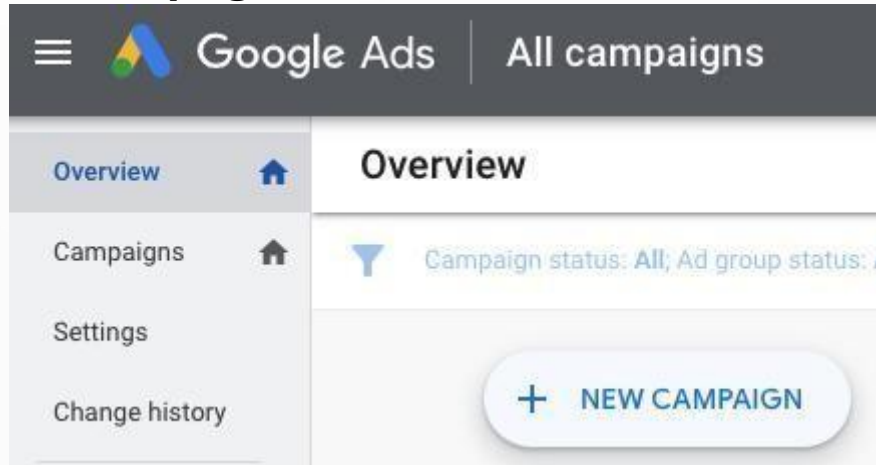 Google Ads All campaigns
Overview
Campaigns
Settings
Change history
Overview
Campaign status: All; Ad group status:
+ NEW CAMPAIGN